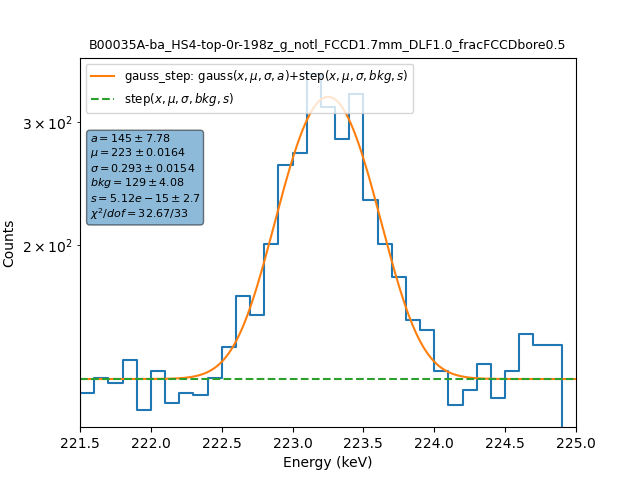 B00035A-ba_HS4-top-0r-198z_g_notl_FCCD1.7mm_DLF1.0_fracFCCDbore0.5
gauss_step: gauss(x, μ, σ, a)+step(x, μ, σ, bkg, s)
step(x, μ, σ, bkg, s)
3 × 10²
a = 145 ± 7.78
μ = 223 ± 0.0164
σ = 0.293 ± 0.0154
bkg = 129 ± 4.08
s = 5.12e − 15 ± 2.7
χ²/dof = 32.67/33
2 × 10²
Counts
221.5 222.0 222.5 223.0 223.5 224.0 224.5 225.0
Energy (keV)